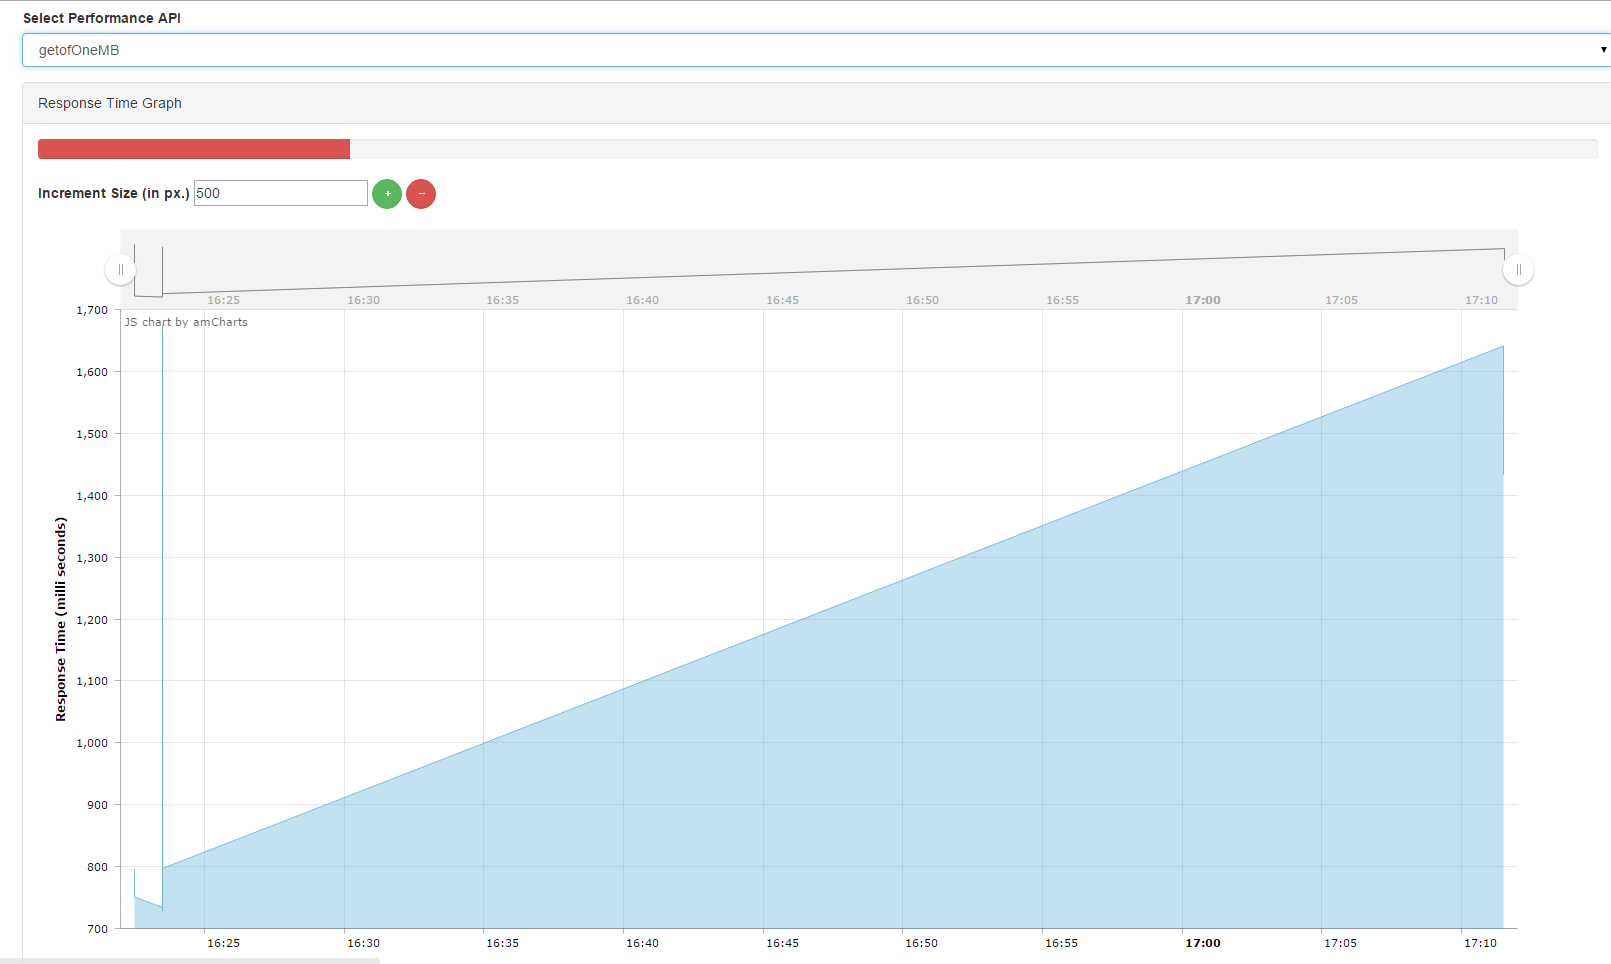 Select Performance API
getofOneMB
Response Time Graph
Increment Size (in px.) 500 + −
16:25 16:30 16:35 16:40 16:45 16:50 16:55 17:00 17:05 17:10
JS chart by amCharts
1,700
1,600
1,500
1,400
1,300
1,200
1,100
1,000
900
800
700
Response Time (milli seconds)
16:25 16:30 16:35 16:40 16:45 16:50 16:55 17:00 17:05 17:10